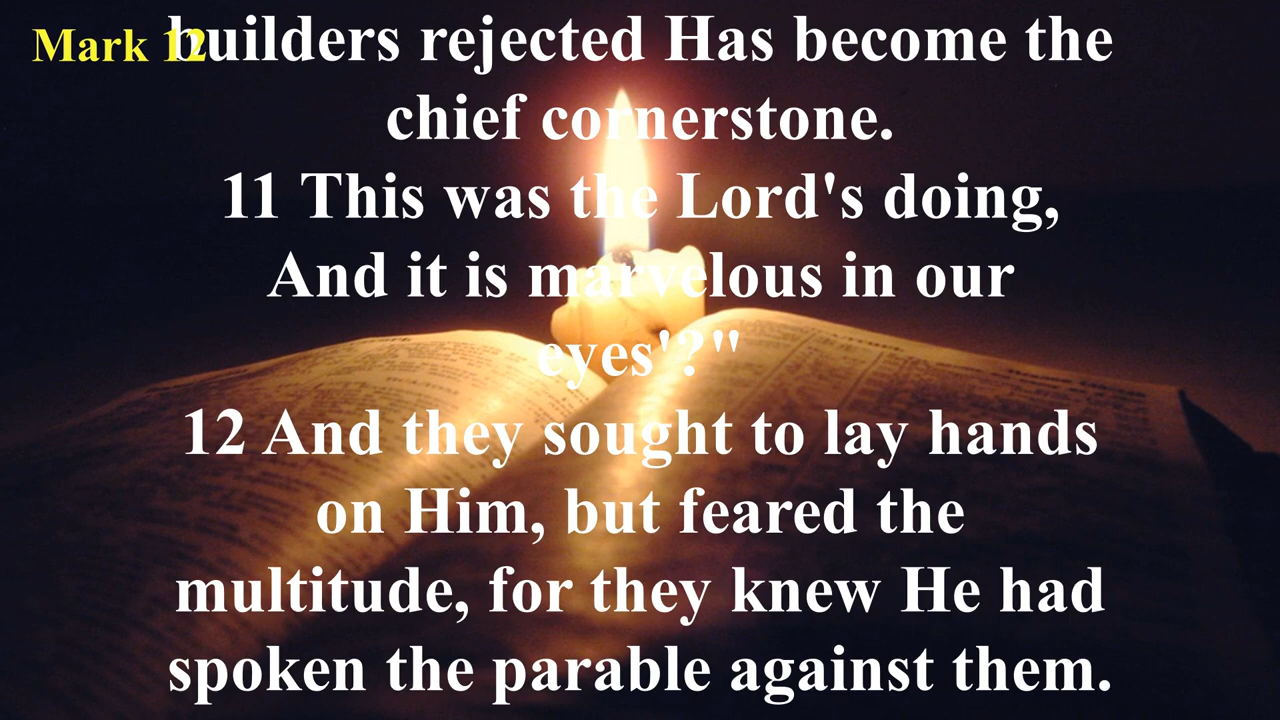 Mark 12
builders rejected Has become the
chief cornerstone.
11 This was the Lord's doing,
And it is marvelous in our
eyes'?"
12 And they sought to lay hands
on Him, but feared the
multitude, for they knew He had
spoken the parable against them.